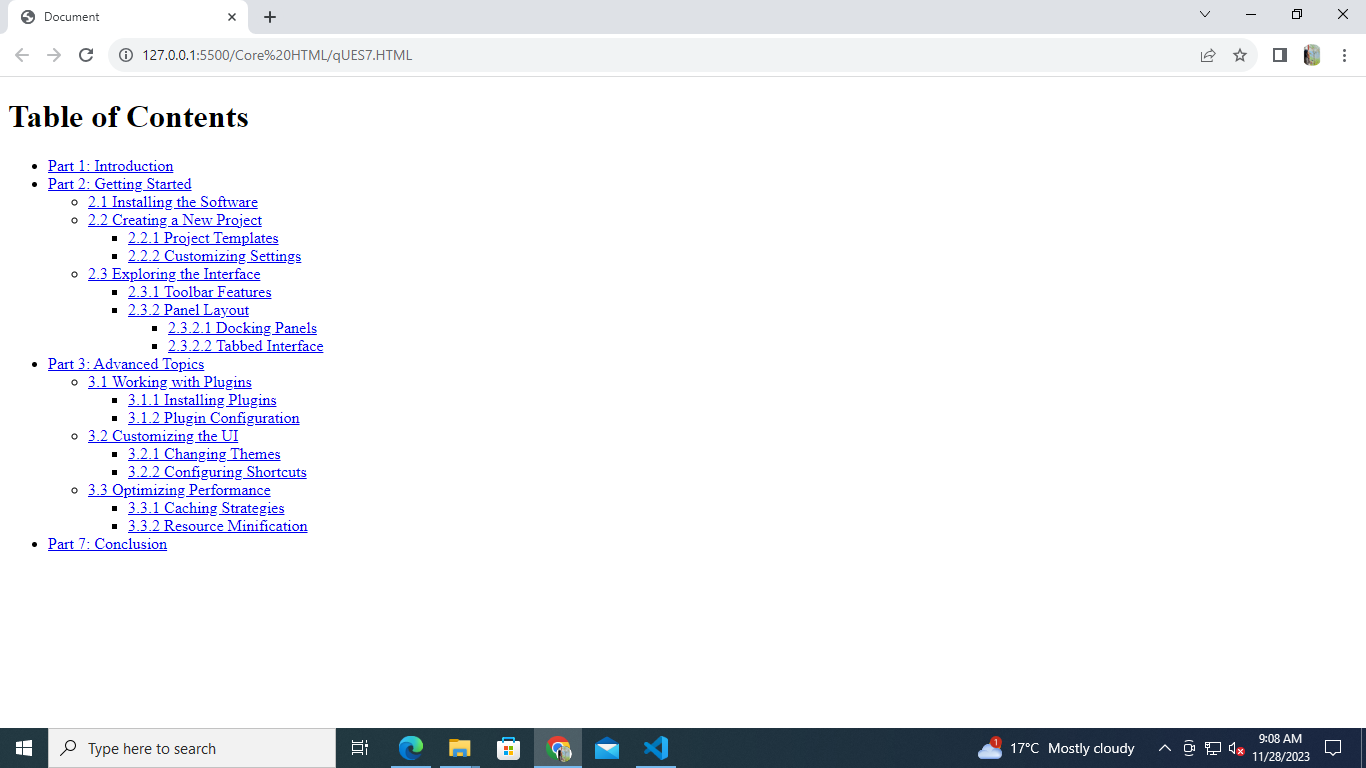 Document
127.0.0.1:5500/Core%20HTML/qUES7.HTML
Table of Contents
Part 1: Introduction
Part 2: Getting Started
2.1 Installing the Software
2.2 Creating a New Project
2.2.1 Project Templates
2.2.2 Customizing Settings
2.3 Exploring the Interface
2.3.1 Toolbar Features
2.3.2 Panel Layout
2.3.2.1 Docking Panels
2.3.2.2 Tabbed Interface
Part 3: Advanced Topics
3.1 Working with Plugins
3.1.1 Installing Plugins
3.1.2 Plugin Configuration
3.2 Customizing the UI
3.2.1 Changing Themes
3.2.2 Configuring Shortcuts
3.3 Optimizing Performance
3.3.1 Caching Strategies
3.3.2 Resource Minification
Part 7: Conclusion
Type here to search
1
17°C Mostly cloudy
9:08 AM
11/28/2023